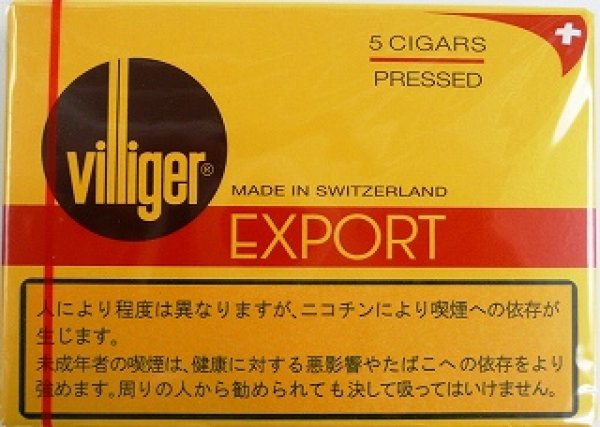 5 CIGARS
PRESSED
villiger®
MADE IN SWITZERLAND
EXPORT
人により程度は異なりますが、ニコチンにより喫煙への依存が
生じます。
未成年者の喫煙は、健康に対する悪影響やたばこへの依存をより
強めます。周りの人から勧められても決して吸ってはいけません。